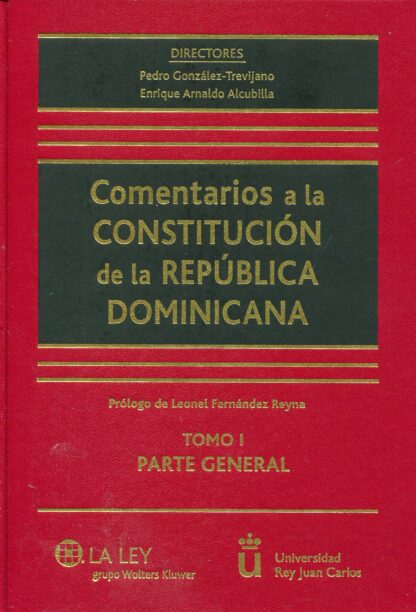 DIRECTORES
Pedro González-Trevijano
Enrique Arnaldo Alcubilla
Comentarios a la
CONSTITUCIÓN
de la REPÚBLICA
DOMINICANA
Prólogo de Leonel Fernández Reyna
TOMO I
PARTE GENERAL
LA LEY
grupo Wolters Kluwer
Universidad
Rey Juan Carlos